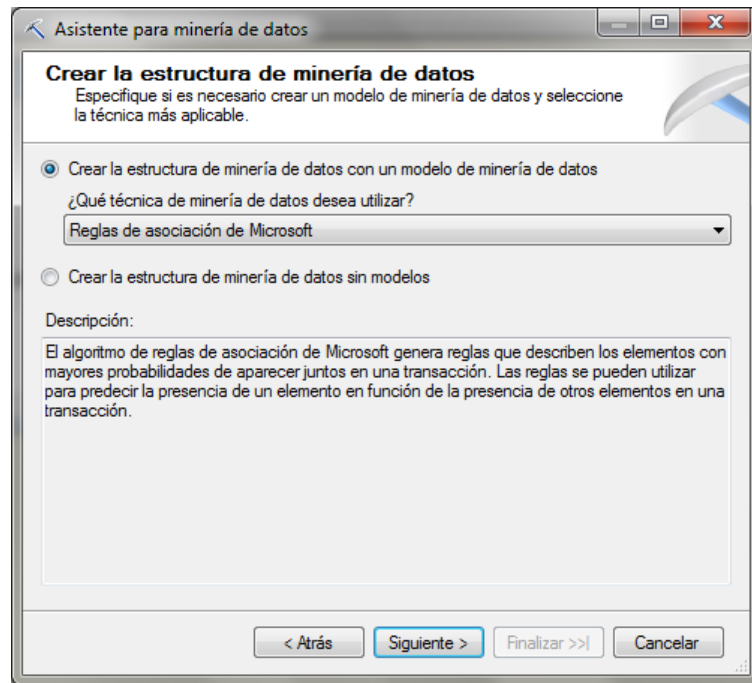 Asistente para minería de datos
Crear la estructura de minería de datos
Especifique si es necesario crear un modelo de minería de datos y seleccione
la técnica más aplicable.
Crear la estructura de minería de datos con un modelo de minería de datos
¿Qué técnica de minería de datos desea utilizar?
Reglas de asociación de Microsoft
Crear la estructura de minería de datos sin modelos
Descripción:
El algoritmo de reglas de asociación de Microsoft genera reglas que describen los elementos con
mayores probabilidades de aparecer juntos en una transacción. Las reglas se pueden utilizar
para predecir la presencia de un elemento en función de la presencia de otros elementos en una
transacción.
< Atrás Siguiente > Finalizar >>| Cancelar